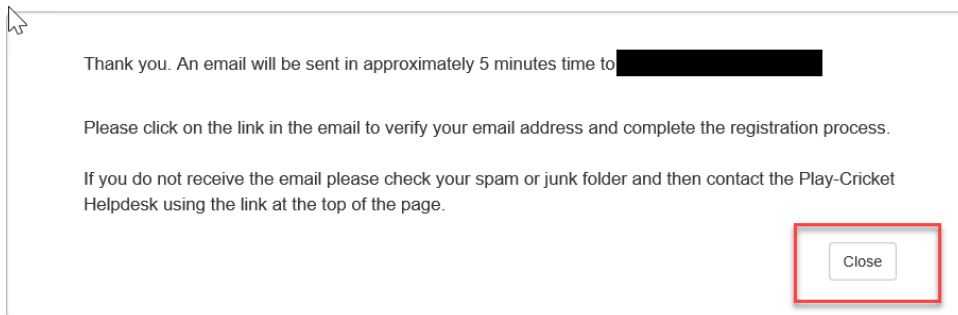 Thank you. An email will be sent in approximately 5 minutes time to
Please click on the link in the email to verify your email address and complete the registration process.
If you do not receive the email please check your spam or junk folder and then contact the Play-Cricket
Helpdesk using the link at the top of the page.
Close